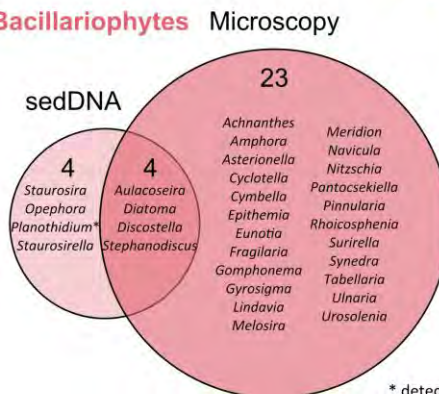 Bacillariophytes Microscopy
sedDNA
23
4
4
Staurosira
Opephora
Planothidium*
Staurosirella
Aulacoseira
Diatoma
Discostella
Stephanodiscus
Achnanthes
Amphora
Asterionella
Cyclotella
Cymbella
Epithemia
Eunotia
Fragilaria
Gomphonema
Gyrosigma
Lindavia
Melosira
Meridion
Navicula
Nitzschia
Pantocsekiella
Pinnularia
Rhoicosphenia
Surirella
Synedra
Tabellaria
Ulnaria
Urosolenia